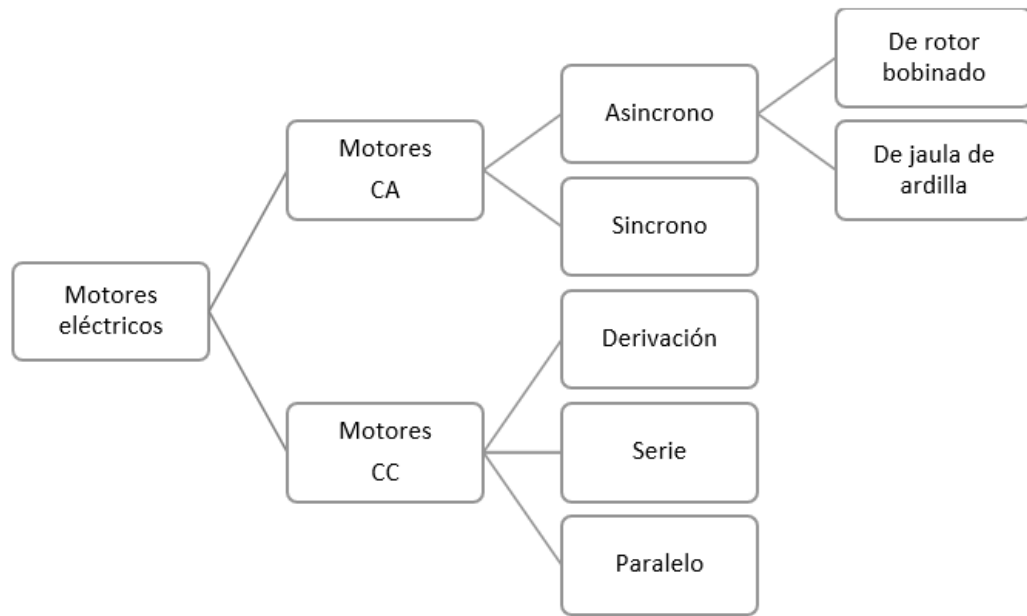 Motores
eléctricos
Motores
CA
Asincrono
De rotor
bobinado
De jaula de
ardilla
Sincrono
Motores
CC
Derivación
Serie
Paralelo